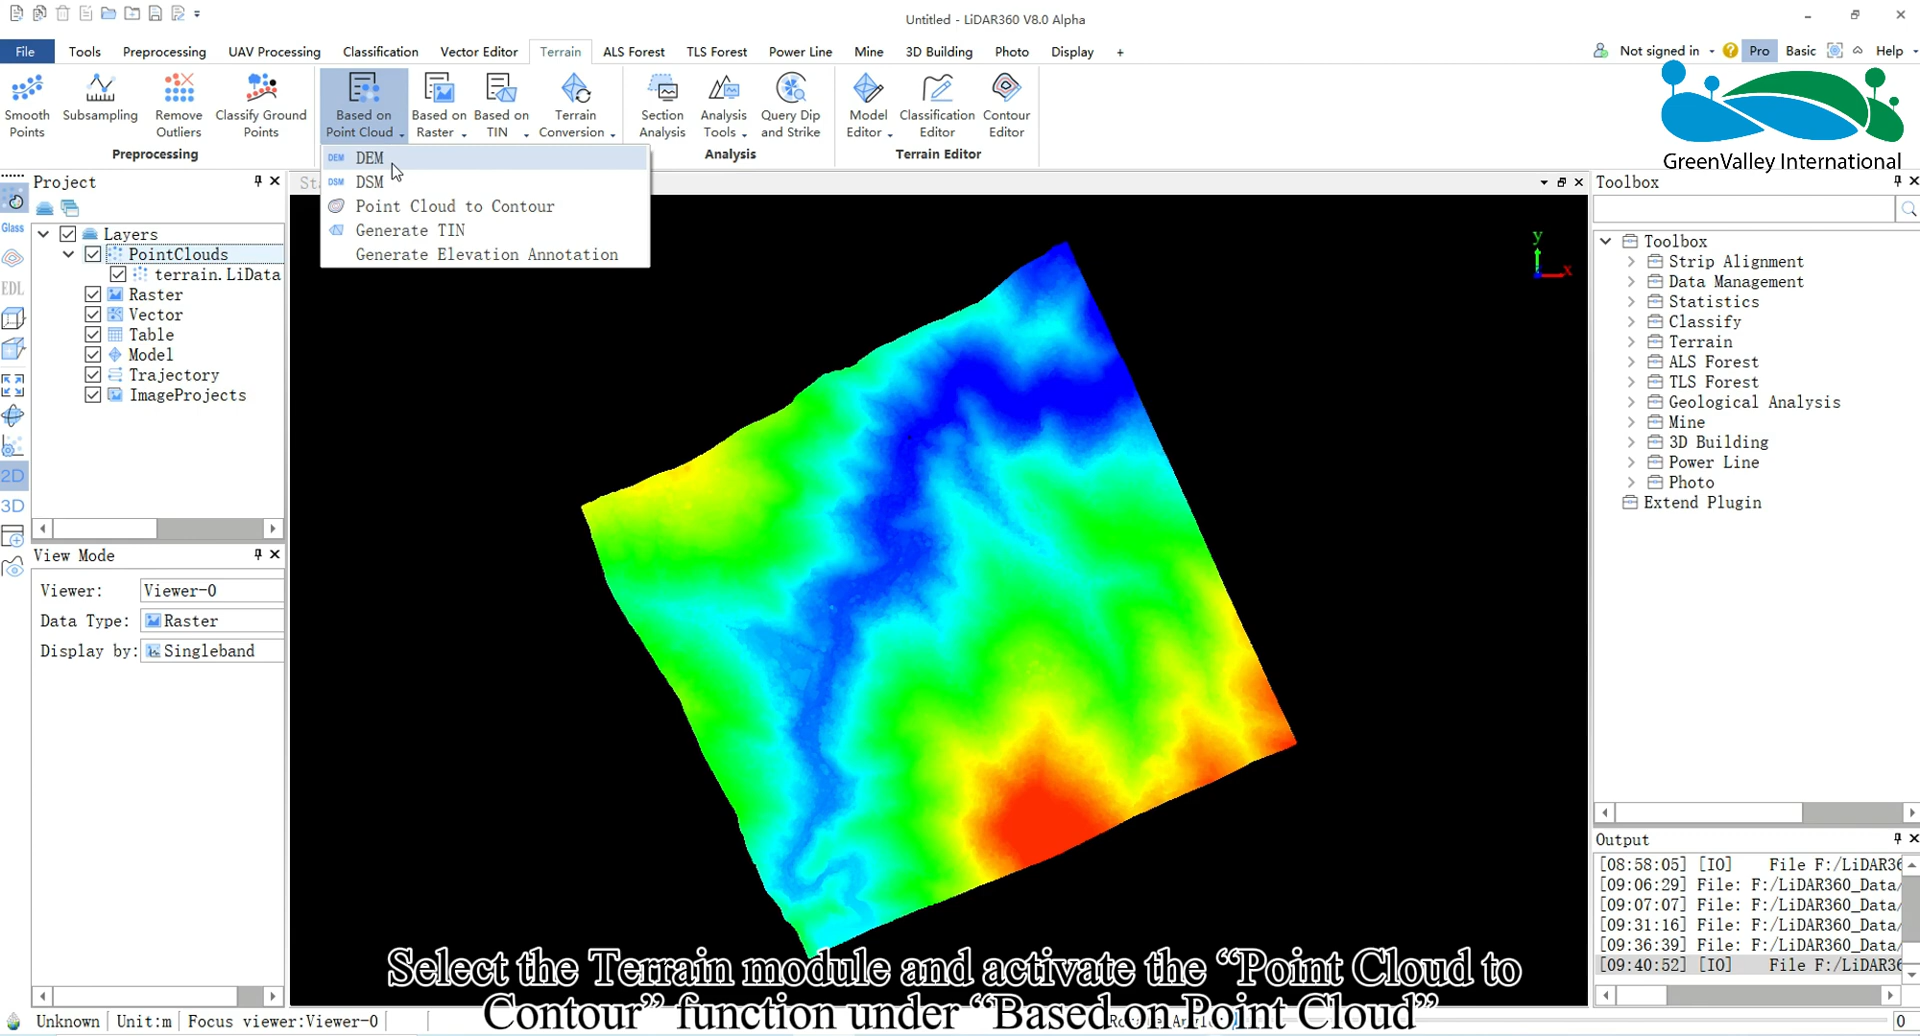 Untitled - LiDAR360 V8.0 Alpha
File Tools Preprocessing UAV Processing Classification Vector Editor Terrain ALS Forest TLS Forest Power Line Mine 3D Building Photo Display +
Not signed in Pro Basic Help
Smooth Points
Subsampling
Remove Outliers
Classify Ground Points
Preprocessing
Based on Point Cloud
Based on Raster
Based on TIN
Terrain Conversion
Section Analysis
Analysis Tools
Query Dip and Strike
Analysis
Model Editor
Classification Editor
Contour Editor
Terrain Editor
GreenValley International
DEM DEM
DSM DSM
Point Cloud to Contour
Generate TIN
Generate Elevation Annotation
Project
Glass
EDL
2D
3D
Layers
PointClouds
terrain.LiData
Raster
Vector
Table
Model
Trajectory
ImageProjects
View Mode
Viewer: Viewer-0
Data Type: Raster
Display by: Singleband
y
x
Toolbox
Toolbox
Strip Alignment
Data Management
Statistics
Classify
Terrain
ALS Forest
TLS Forest
Geological Analysis
Mine
3D Building
Power Line
Photo
Extend Plugin
Output
[08:58:05] [IO] File F:/LiDAR36
[09:06:29] File: F:/LiDAR360_Data/
[09:07:07] File: F:/LiDAR360_Data/
[09:31:16] File: F:/LiDAR360_Data/
[09:36:39] File: F:/LiDAR360_Data/
[09:40:52] [IO] File F:/LiDAR36
Select the Terrain module and activate the “Point Cloud to
Contour” function under “Based on Point Cloud”
Unknown Unit:m Focus viewer:Viewer-0
0